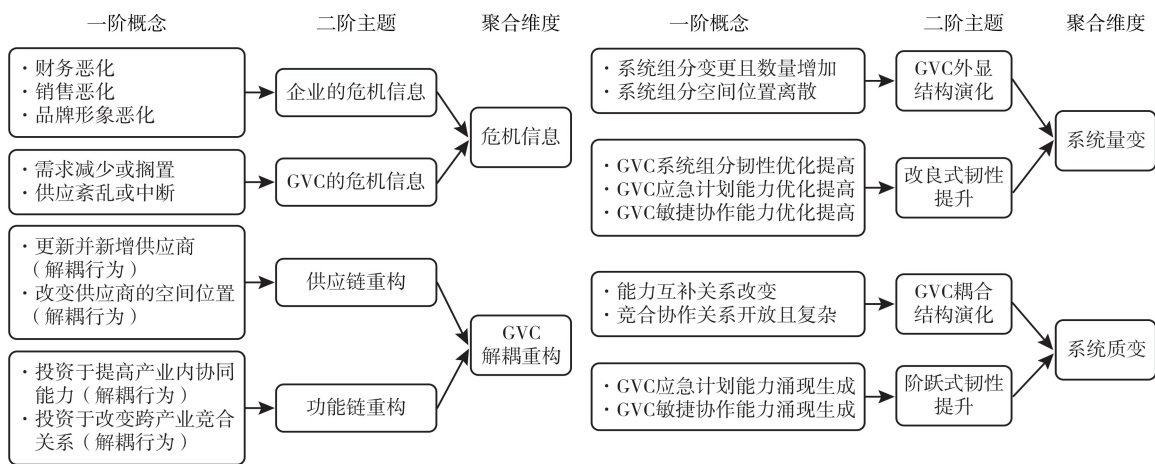 一阶概念
二阶主题
聚合维度
·财务恶化
·销售恶化
·品牌形象恶化
企业的危机信息
·需求减少或搁置
·供应紊乱或中断
GVC的危机信息
危机信息
·更新并新增供应商
(解耦行为)
·改变供应商的空间位置
(解耦行为)
供应链重构
·投资于提高产业内协同
能力(解耦行为)
·投资于改变跨产业竞合
关系(解耦行为)
功能链重构
GVC
解耦重构
一阶概念
二阶主题
聚合维度
·系统组分变更且数量增加
·系统组分空间位置离散
GVC外显
结构演化
·GVC系统组分韧性优化提高
·GVC应急计划能力优化提高
·GVC敏捷协作能力优化提高
改良式韧性
提升
系统量变
·能力互补关系改变
·竞合协作关系开放且复杂
GVC耦合
结构演化
·GVC应急计划能力涌现生成
·GVC敏捷协作能力涌现生成
阶跃式韧性
提升
系统质变